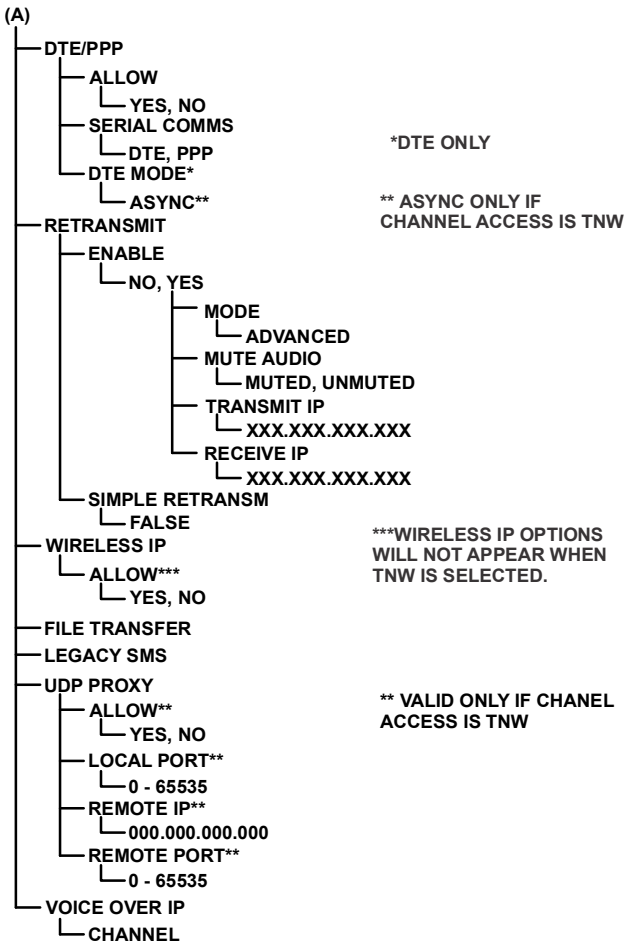 (A)
DTE/PPP
ALLOW
YES, NO
SERIAL COMMS
*DTE ONLY
DTE, PPP
DTE MODE*
ASYNC**
** ASYNC ONLY IF
CHANNEL ACCESS IS TNW
RETRANSMIT
ENABLE
NO, YES
MODE
ADVANCED
MUTE AUDIO
MUTED, UNMUTED
TRANSMIT IP
XXX.XXX.XXX.XXX
RECEIVE IP
XXX.XXX.XXX.XXX
SIMPLE RETRANSM
FALSE
***WIRELESS IP OPTIONS
WILL NOT APPEAR WHEN
TNW IS SELECTED.
WIRELESS IP
ALLOW***
YES, NO
FILE TRANSFER
LEGACY SMS
UDP PROXY
** VALID ONLY IF CHANEL
ACCESS IS TNW
ALLOW**
YES, NO
LOCAL PORT**
0 - 65535
REMOTE IP**
000.000.000.000
REMOTE PORT**
0 - 65535
VOICE OVER IP
CHANNEL